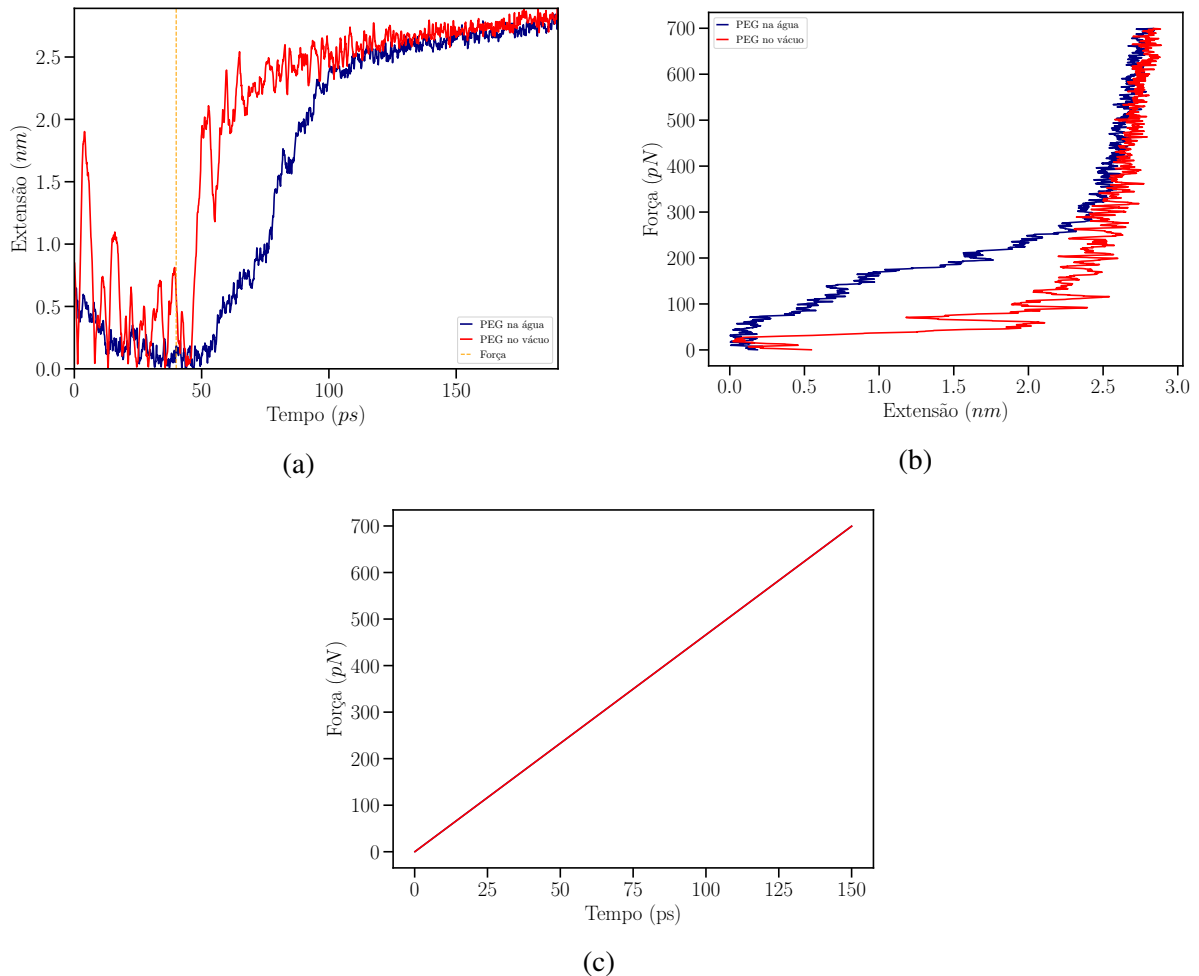 2.5
2.0
1.5
1.0
0.5
0.0
Extensão (nm)
0
50
100
150
Tempo (ps)
PEG na água
PEG no vácuo
Força
(a)
PEG na água
PEG no vácuo
700
600
500
400
300
200
100
0
Força (pN)
0.0
0.5
1.0
1.5
2.0
2.5
3.0
Extensão (nm)
(b)
700
600
500
400
300
200
100
0
Força (pN)
0
25
50
75
100
125
150
Tempo (ps)
(c)